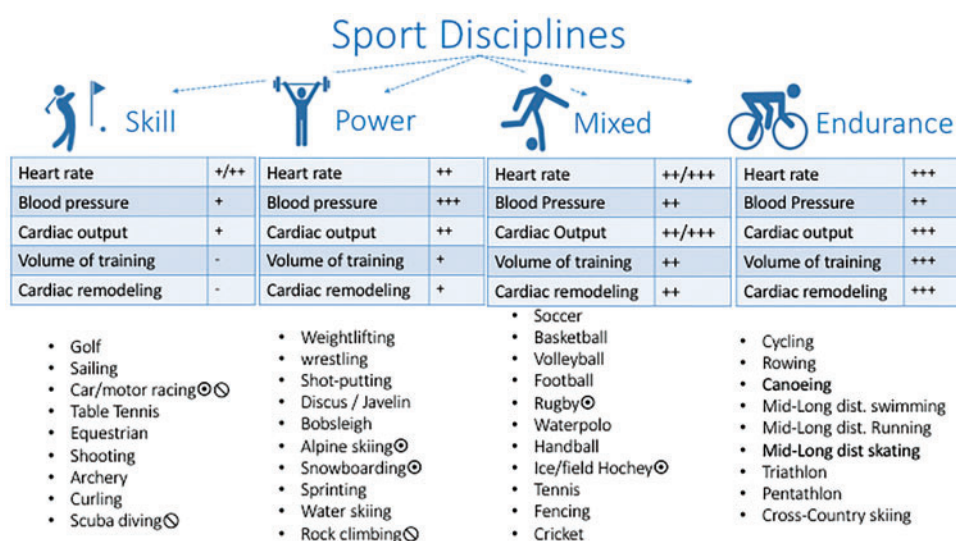 Sport Disciplines
Skill
Heart rate +/++
Blood pressure +
Cardiac output +
Volume of training -
Cardiac remodeling -
• Golf
• Sailing
• Car/motor racing⊙⃠
• Table Tennis
• Equestrian
• Shooting
• Archery
• Curling
• Scuba diving⃠
Power
Heart rate ++
Blood pressure +++
Cardiac output ++
Volume of training +
Cardiac remodeling +
• Weightlifting
• wrestling
• Shot-putting
• Discus / Javelin
• Bobsleigh
• Alpine skiing⊙
• Snowboarding⊙
• Sprinting
• Water skiing
• Rock climbing⃠
Mixed
Heart rate ++/+++
Blood Pressure ++
Cardiac Output ++/+++
Volume of training ++
Cardiac remodeling ++
• Soccer
• Basketball
• Volleyball
• Football
• Rugby⊙
• Waterpolo
• Handball
• Ice/field Hochey⊙
• Tennis
• Fencing
• Cricket
Endurance
Heart rate +++
Blood Pressure ++
Cardiac output +++
Volume of training +++
Cardiac remodeling +++
• Cycling
• Rowing
• Canoeing
• Mid-Long dist. swimming
• Mid-Long dist. Running
• Mid-Long dist skating
• Triathlon
• Pentathlon
• Cross-Country skiing